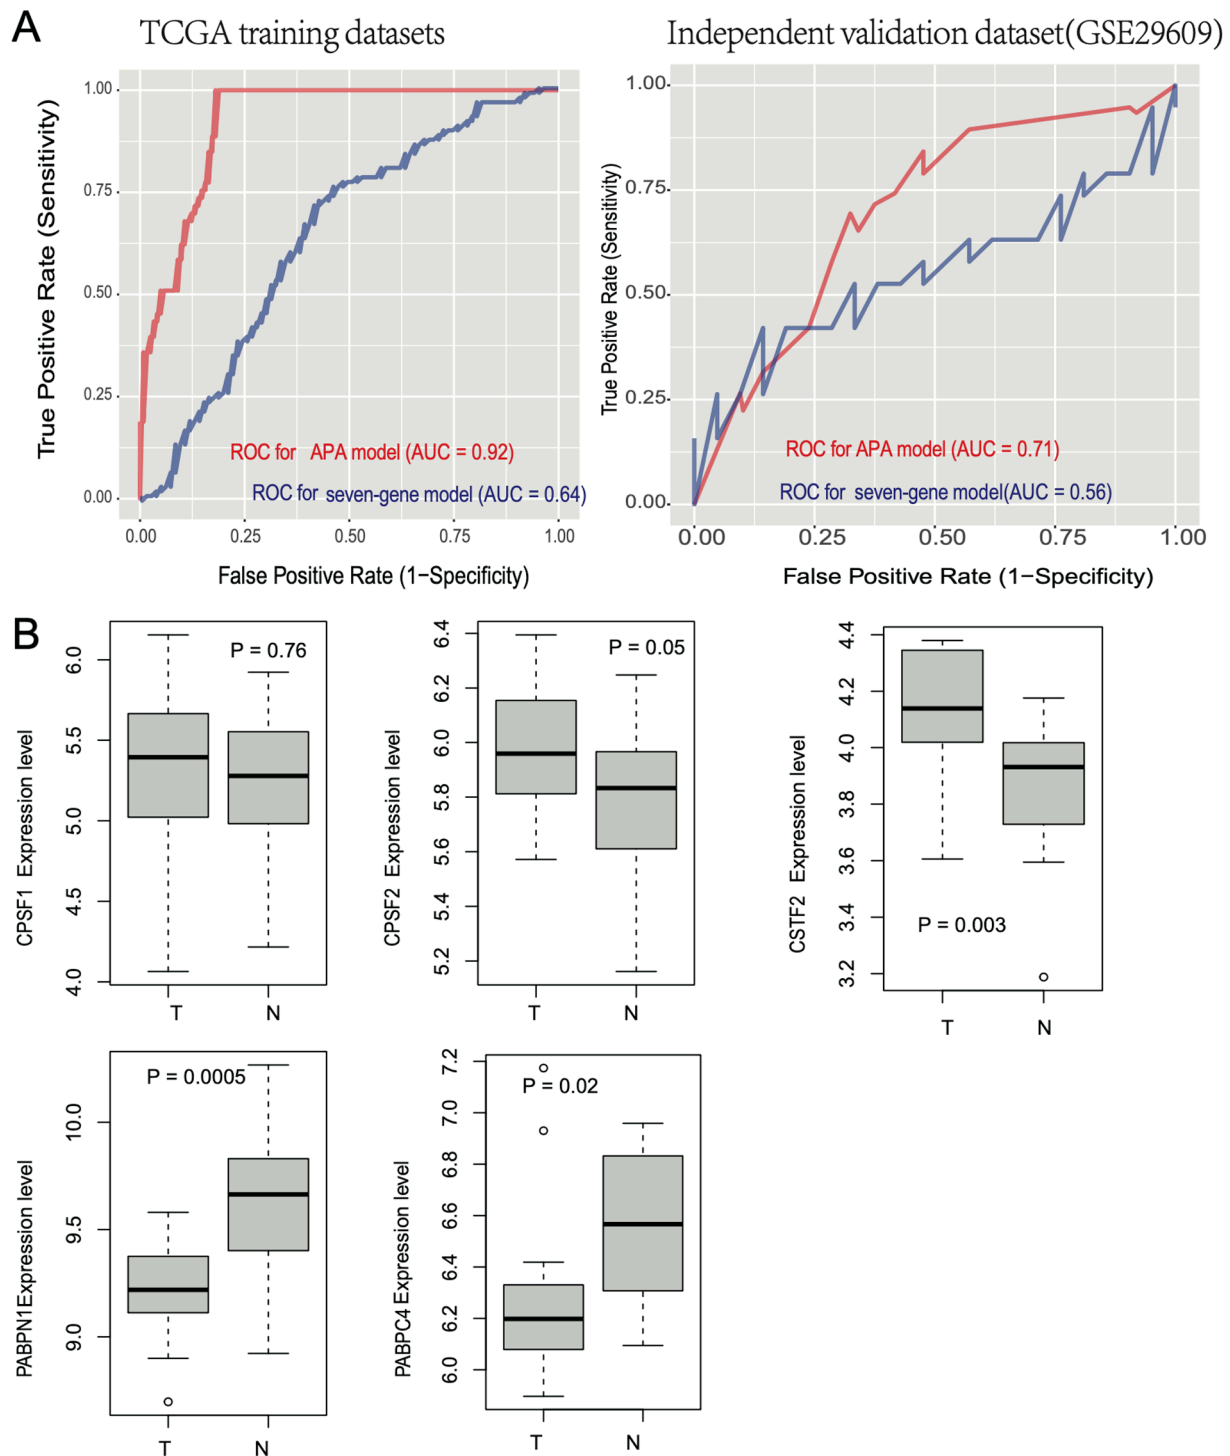 A
TCGA training datasets
Independent validation dataset(GSE29609)
True Positive Rate (Sensitivity)
1.00
0.75
0.50
0.25
0.00
ROC for APA model (AUC = 0.92)
ROC for seven-gene model (AUC = 0.64)
0.00 0.25 0.50 0.75 1.00
False Positive Rate (1−Specificity)
True Positive Rate (Sensitivity)
1.00
0.75
0.50
0.25
0.00
ROC for APA model (AUC = 0.71)
ROC for seven-gene model(AUC = 0.56)
0.00 0.25 0.50 0.75 1.00
False Positive Rate (1−Specificity)
B
CPSF1 Expression level
6.0
5.5
5.0
4.5
4.0
P = 0.76
T N
CPSF2 Expression level
6.4
6.2
6.0
5.8
5.6
5.4
5.2
P = 0.05
T N
CSTF2 Expression level
4.4
4.2
4.0
3.8
3.6
3.4
3.2
P = 0.003
T N
PABPN1Expression level
10.0
9.5
9.0
P = 0.0005
T N
PABPC4 Expression level
7.2
7.0
6.8
6.6
6.4
6.2
6.0
P = 0.02
T N